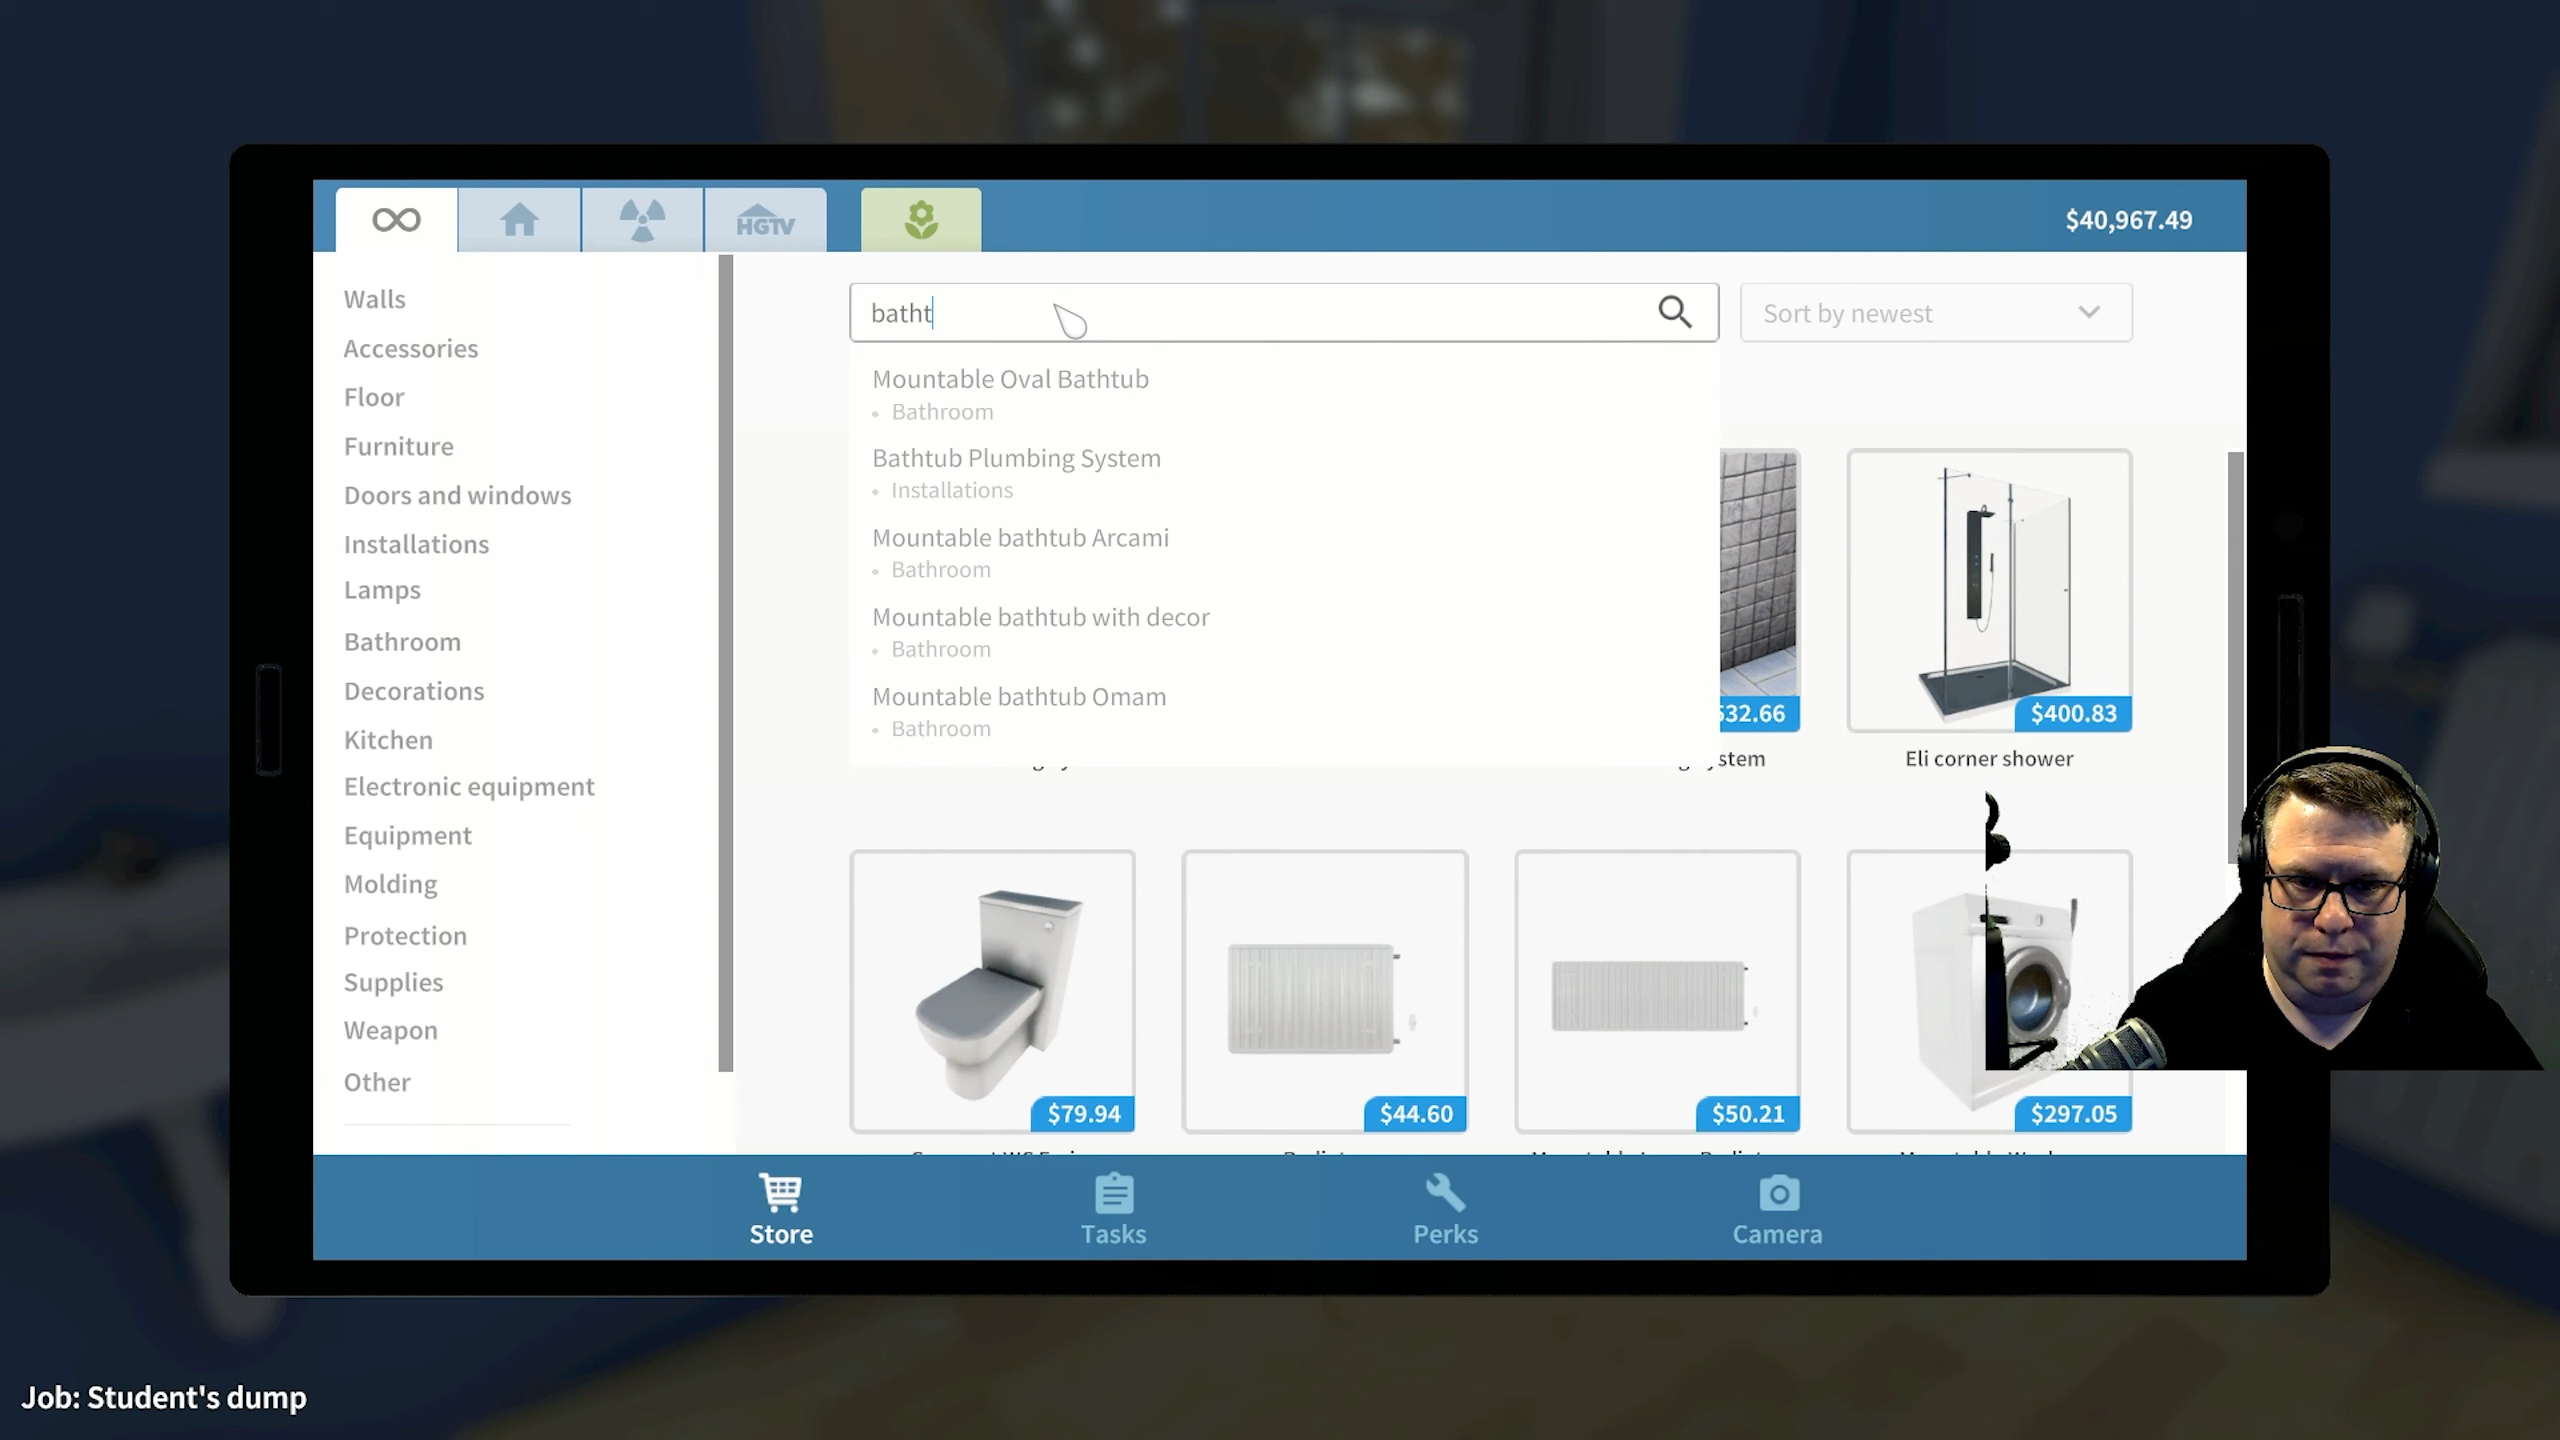 HGTV
$40,967.49
Walls
Accessories
Floor
Furniture
Doors and windows
Installations
Lamps
Bathroom
Decorations
Kitchen
Electronic equipment
Equipment
Molding
Protection
Supplies
Weapon
Other
batht
Sort by newest
Mountable Oval Bathtub
• Bathroom
Bathtub Plumbing System
• Installations
Mountable bathtub Arcami
• Bathroom
Mountable bathtub with decor
• Bathroom
Mountable bathtub Omam
• Bathroom
32.66
$400.83
Eli corner shower
$79.94
$44.60
$50.21
$297.05
Store
Tasks
Perks
Camera
Job: Student's dump